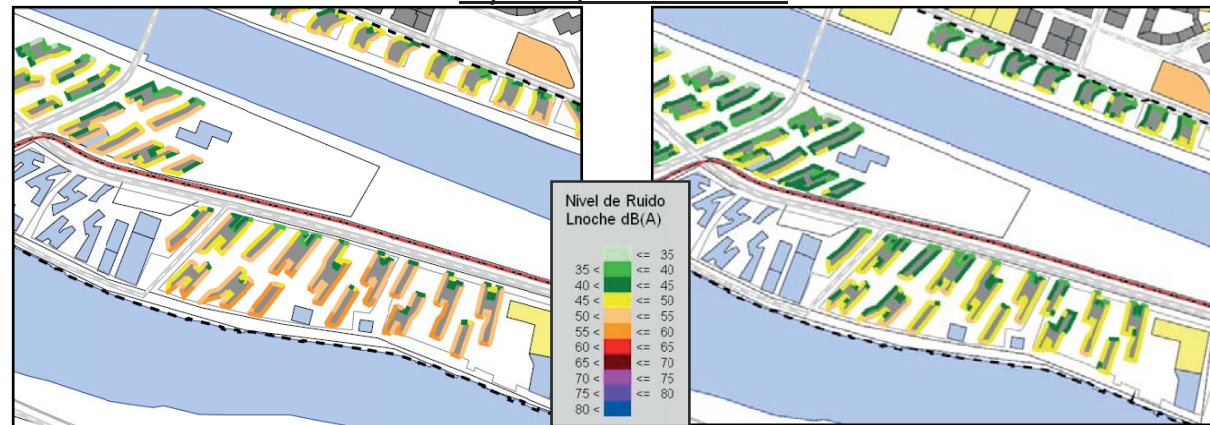 Nivel de Ruido
Lnoche dB(A)
<= 35
35 < <= 40
40 < <= 45
45 < <= 50
50 < <= 55
55 < <= 60
60 < <= 65
65 < <= 70
70 < <= 75
75 < <= 80
80 <